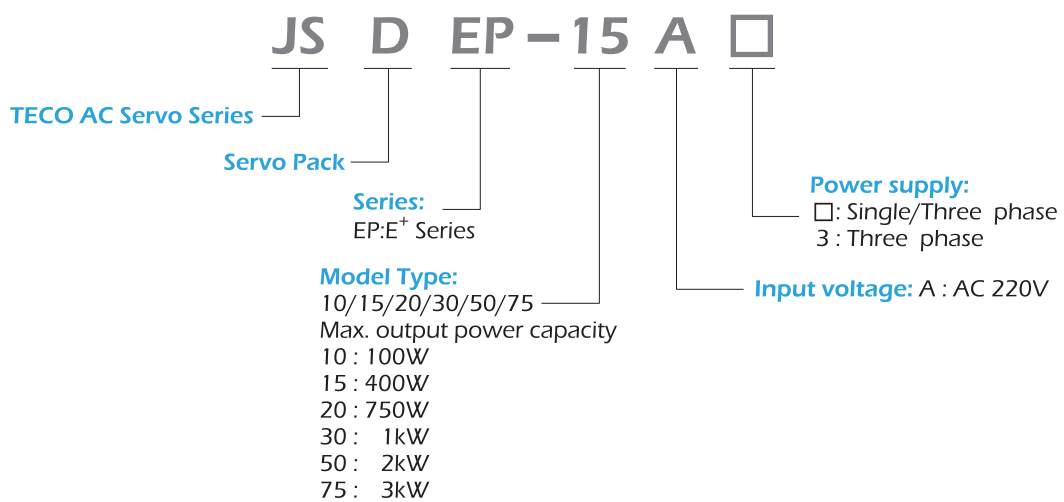 JS D EP-15 A □
TECO AC Servo Series
Servo Pack
Series:
EP:E⁺ Series
Model Type:
10/15/20/30/50/75
Max. output power capacity
10 : 100W
15 : 400W
20 : 750W
30 : 1kW
50 : 2kW
75 : 3kW
Power supply:
□: Single/Three phase
3 : Three phase
Input voltage: A : AC 220V